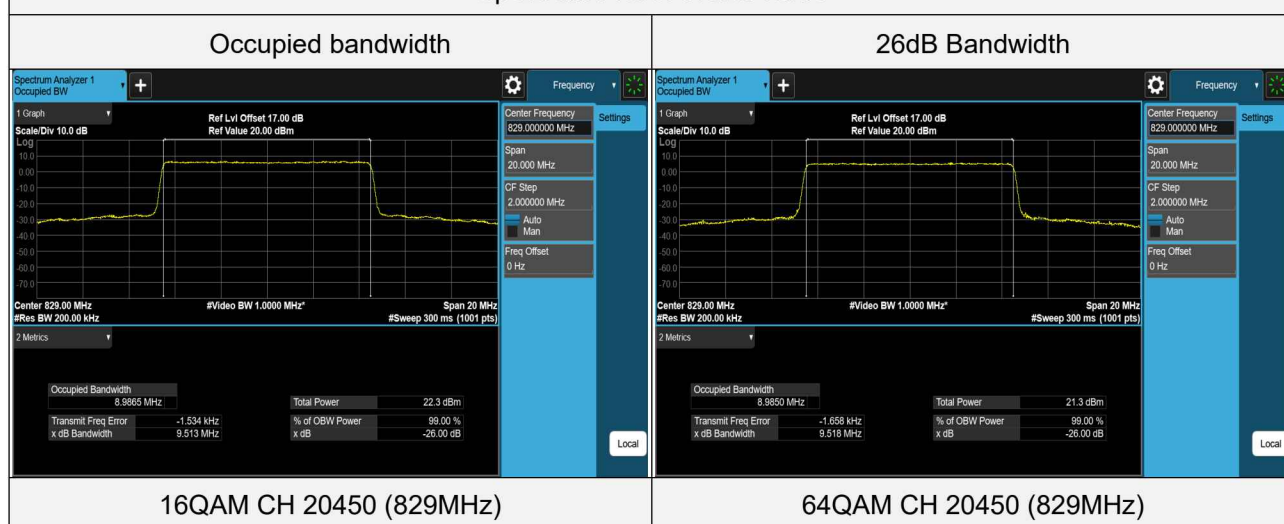 Occupied bandwidth
26dB Bandwidth
Spectrum Analyzer 1
Occupied BW
+
Frequency
1 Graph
Scale/Div 10.0 dB
Ref Lvl Offset 17.00 dB
Ref Value 20.00 dBm
Log
10.0
0.00
-10.0
-20.0
-30.0
-40.0
-50.0
-60.0
-70.0
Center 829.00 MHz
#Video BW 1.0000 MHz*
Span 20 MHz
#Res BW 200.00 kHz
#Sweep 300 ms (1001 pts)
Center Frequency
829.000000 MHz
Settings
Span
20.000 MHz
CF Step
2.000000 MHz
Auto
Man
Freq Offset
0 Hz
2 Metrics
Occupied Bandwidth
8.9865 MHz
Total Power 22.3 dBm
Transmit Freq Error -1.534 kHz
% of OBW Power 99.00 %
x dB Bandwidth 9.513 MHz
x dB -26.00 dB
Local
Spectrum Analyzer 1
Occupied BW
+
Frequency
1 Graph
Scale/Div 10.0 dB
Ref Lvl Offset 17.00 dB
Ref Value 20.00 dBm
Log
10.0
0.00
-10.0
-20.0
-30.0
-40.0
-50.0
-60.0
-70.0
Center 829.00 MHz
#Video BW 1.0000 MHz*
Span 20 MHz
#Res BW 200.00 kHz
#Sweep 300 ms (1001 pts)
Center Frequency
829.000000 MHz
Settings
Span
20.000 MHz
CF Step
2.000000 MHz
Auto
Man
Freq Offset
0 Hz
2 Metrics
Occupied Bandwidth
8.9850 MHz
Total Power 21.3 dBm
Transmit Freq Error -1.658 kHz
% of OBW Power 99.00 %
x dB Bandwidth 9.518 MHz
x dB -26.00 dB
Local
16QAM CH 20450 (829MHz)
64QAM CH 20450 (829MHz)